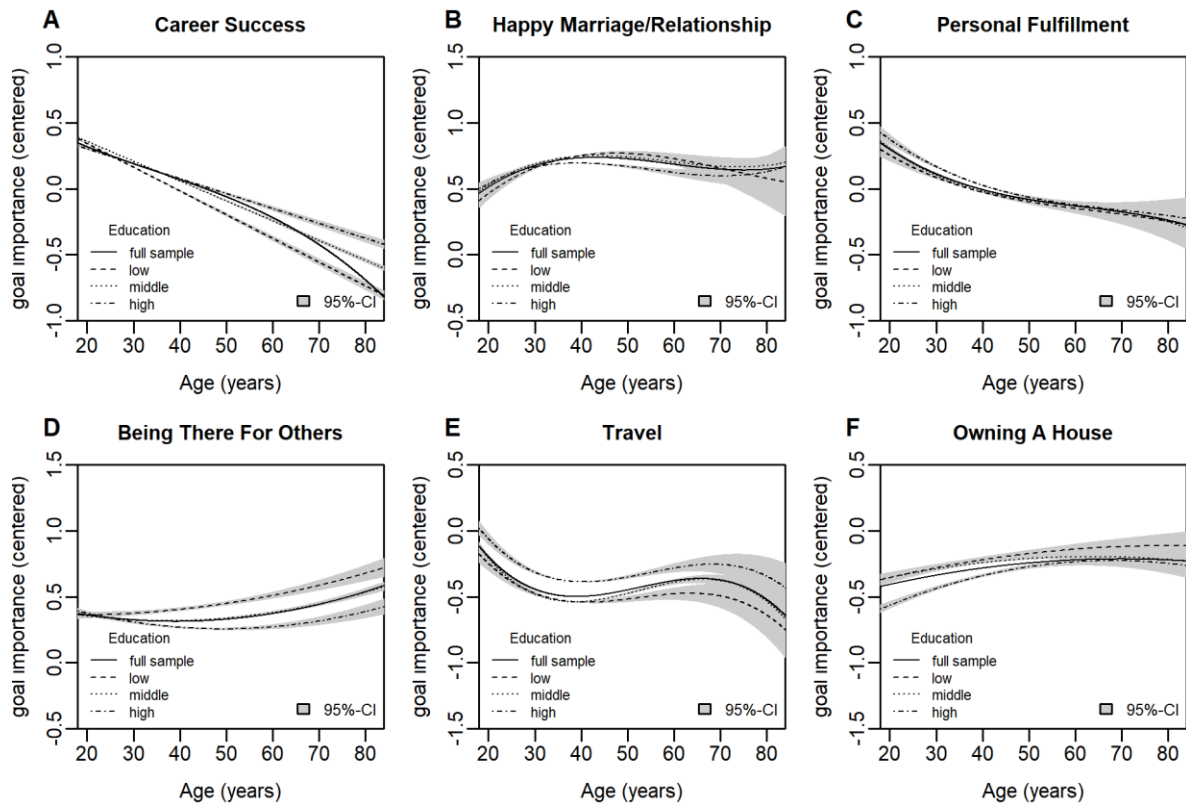 A Career Success
goal importance (centered)
1.0
0.5
0.0
-0.5
-1.0
Education
full sample
low
middle
high
95%-CI
20 30 40 50 60 70 80
Age (years)
B Happy Marriage/Relationship
goal importance (centered)
1.5
1.0
0.5
0.0
-0.5
Education
full sample
low
middle
high
95%-CI
20 30 40 50 60 70 80
Age (years)
C Personal Fulfillment
goal importance (centered)
1.0
0.5
0.0
-0.5
-1.0
Education
full sample
low
middle
high
95%-CI
20 30 40 50 60 70 80
Age (years)
D Being There For Others
goal importance (centered)
1.5
1.0
0.5
0.0
-0.5
Education
full sample
low
middle
high
95%-CI
20 30 40 50 60 70 80
Age (years)
E Travel
goal importance (centered)
0.5
0.0
-0.5
-1.0
-1.5
Education
full sample
low
middle
high
95%-CI
20 30 40 50 60 70 80
Age (years)
F Owning A House
goal importance (centered)
0.5
0.0
-0.5
-1.0
-1.5
Education
full sample
low
middle
high
95%-CI
20 30 40 50 60 70 80
Age (years)